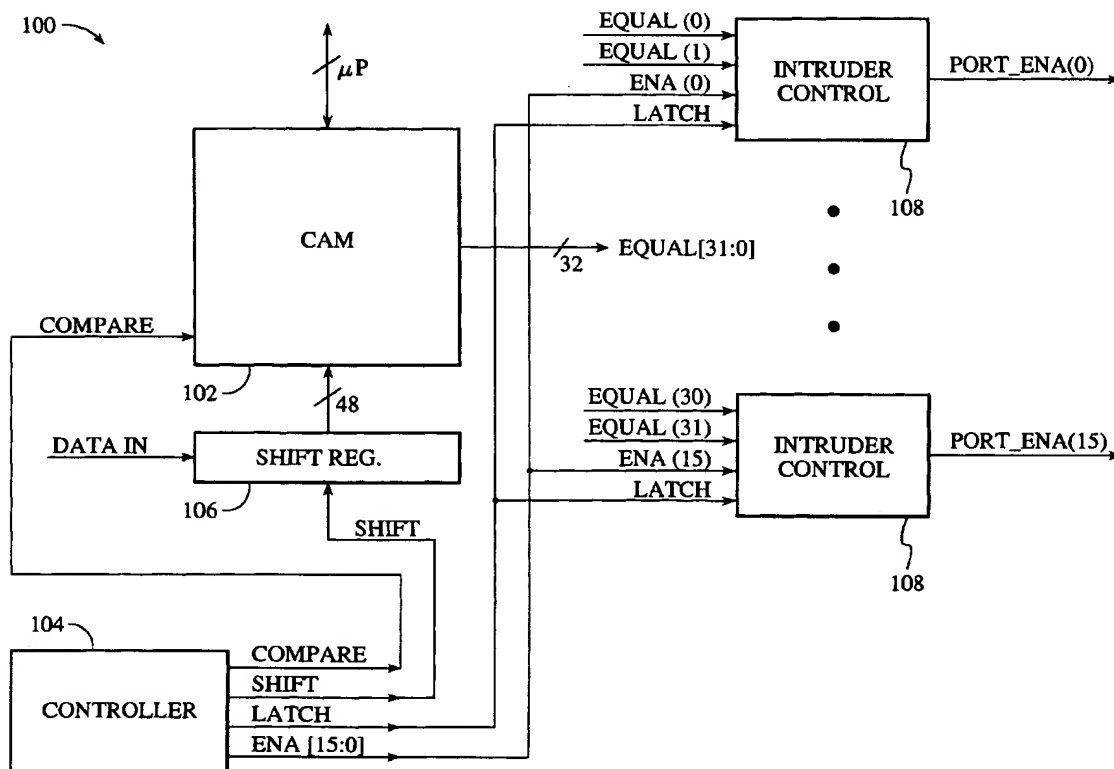 100
μP
CAM
32
EQUAL[31:0]
COMPARE
102
48
DATA IN
SHIFT REG.
106
SHIFT
104
CONTROLLER
COMPARE
SHIFT
LATCH
ENA [15:0]
EQUAL (0)
EQUAL (1)
ENA (0)
LATCH
INTRUDER
CONTROL
PORT_ENA(0)
108
EQUAL (30)
EQUAL (31)
ENA (15)
LATCH
INTRUDER
CONTROL
PORT_ENA(15)
108